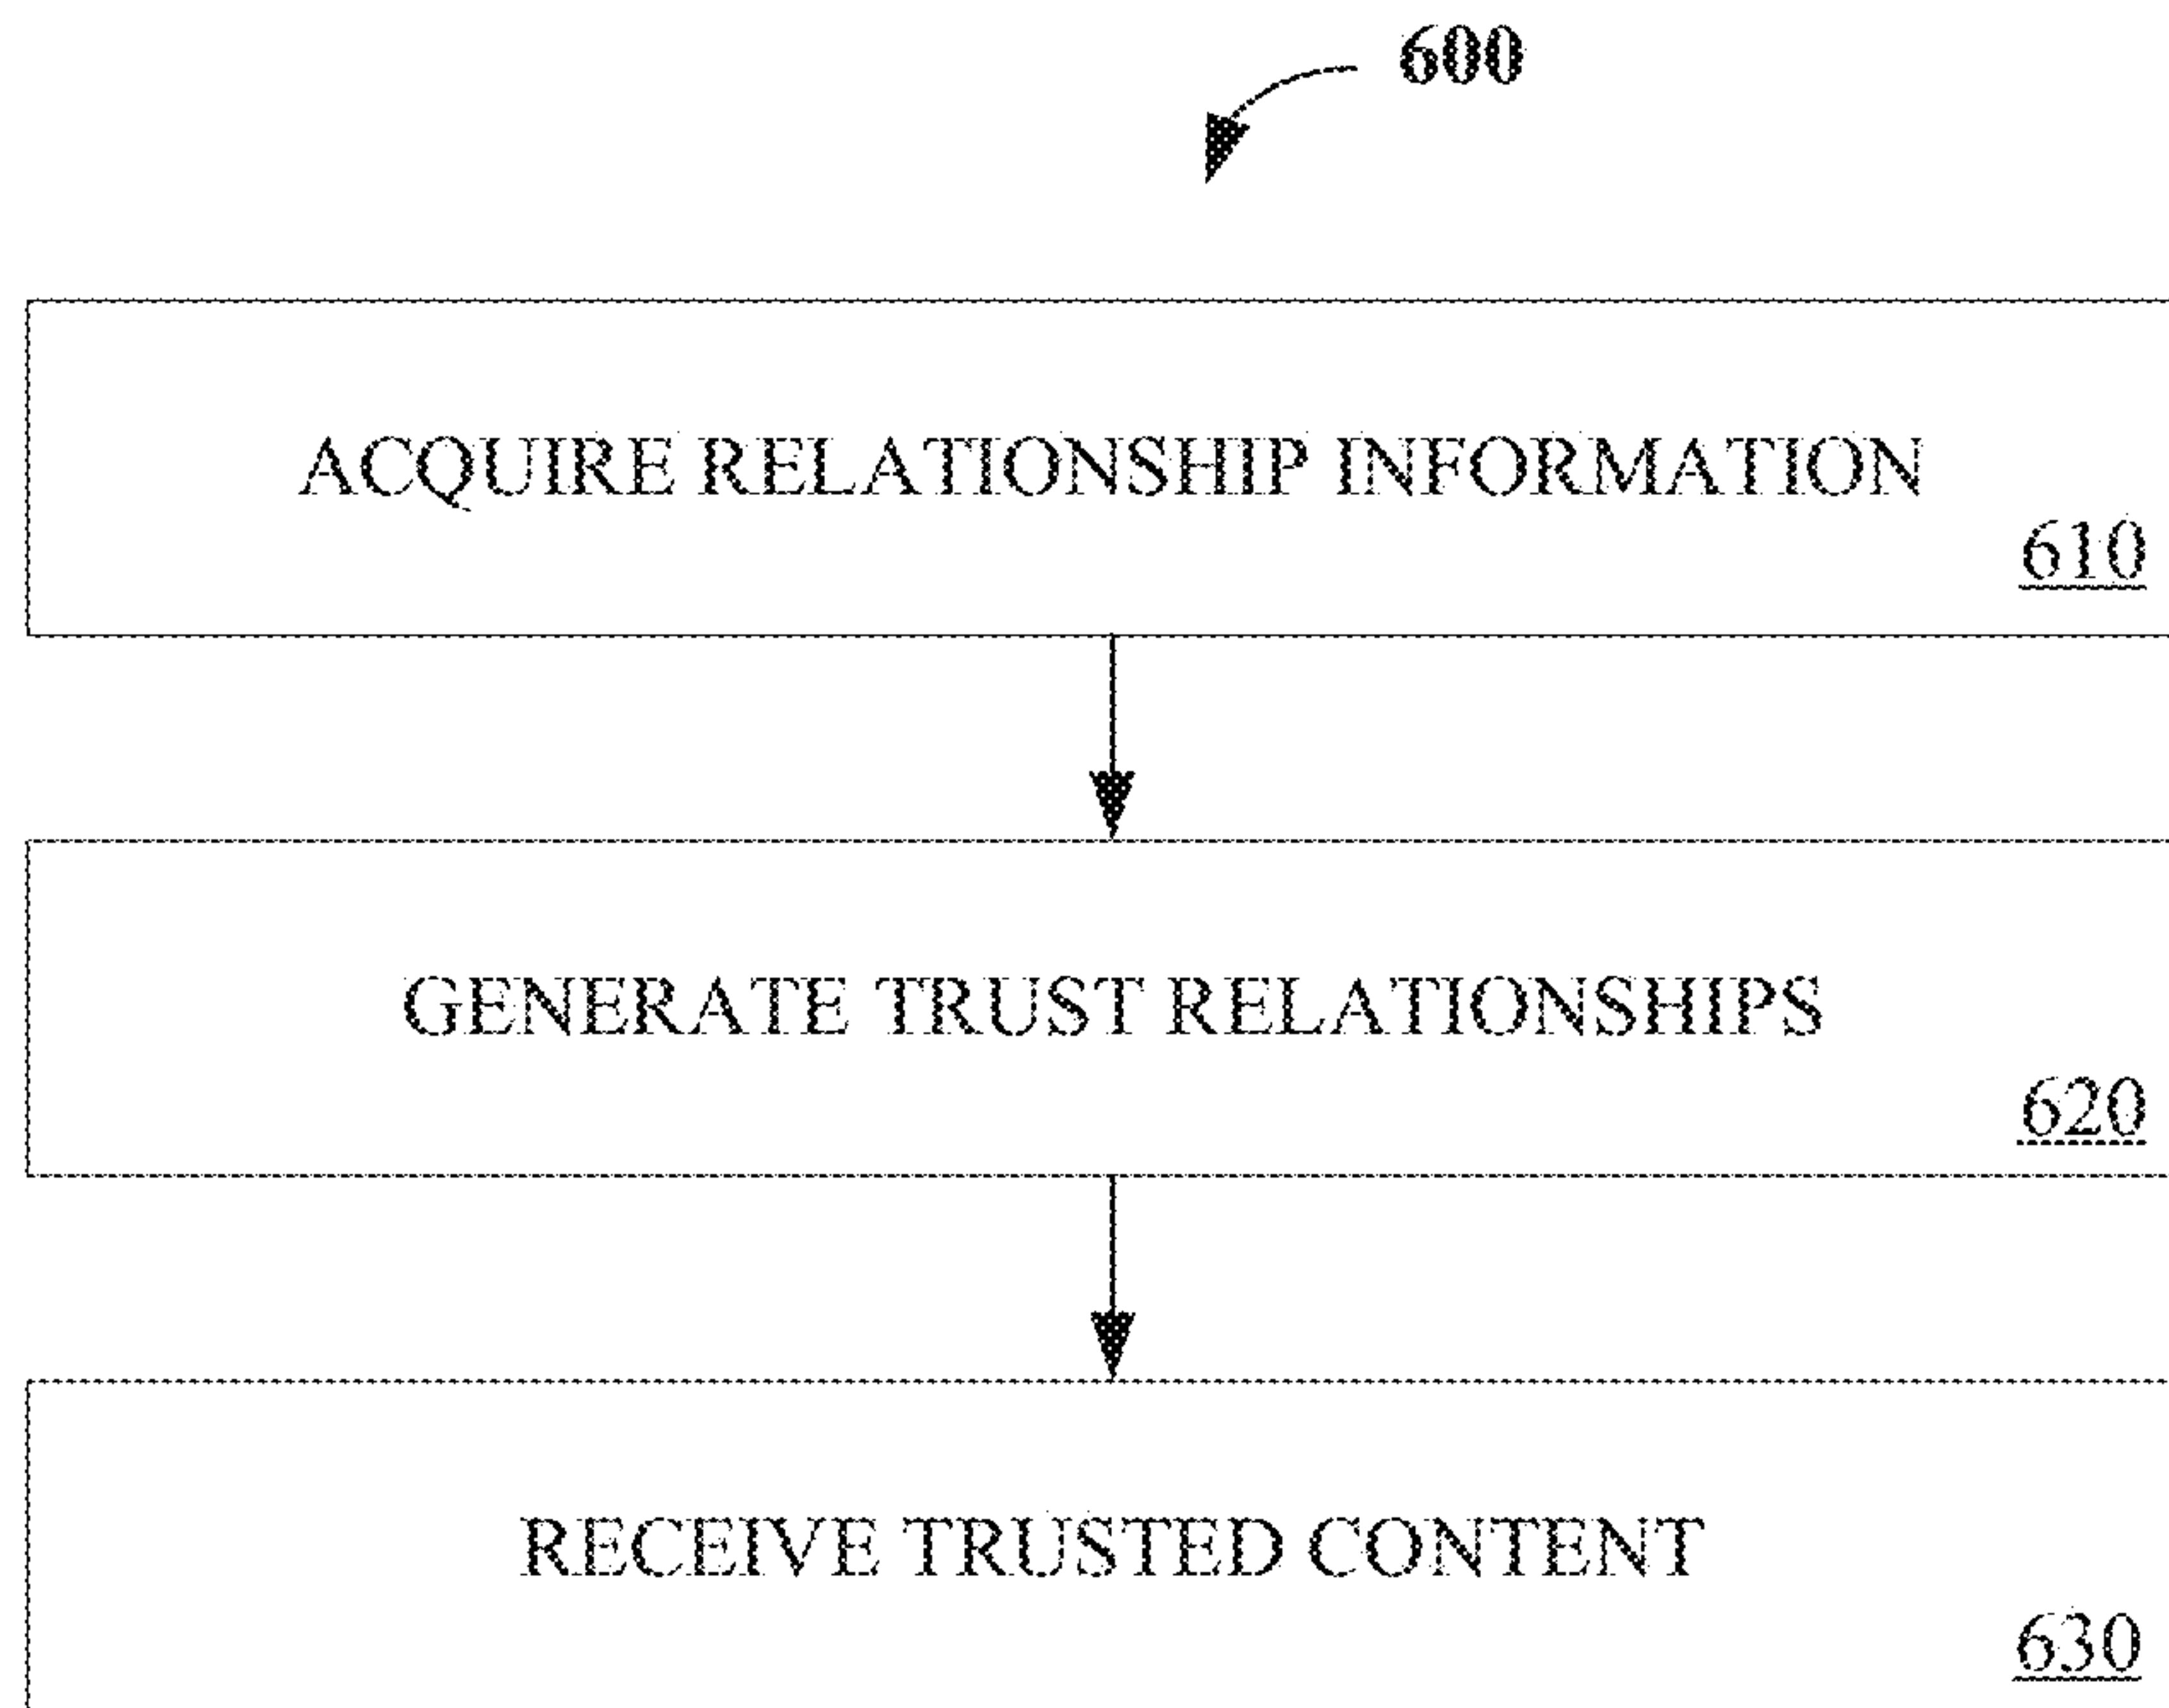 600
ACQUIRE RELATIONSHIP INFORMATION
610
GENERATE TRUST RELATIONSHIPS
620
RECEIVE TRUSTED CONTENT
630